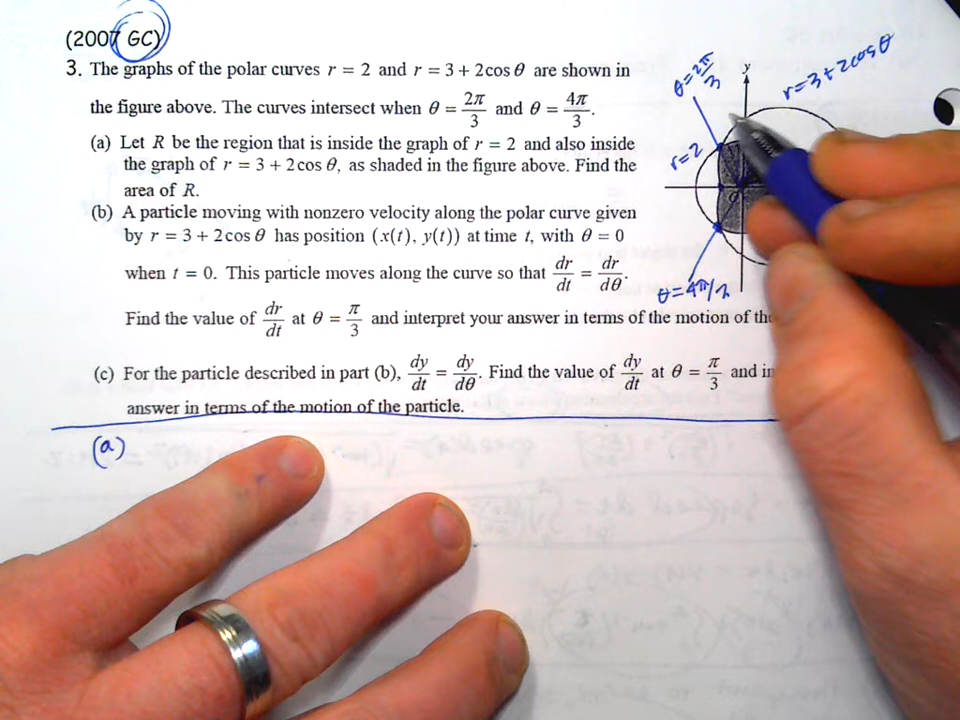 (2007 GC)
3. The graphs of the polar curves r = 2 and r = 3 + 2cos θ are shown in
the figure above. The curves intersect when θ = 2π/3 and θ = 4π/3.
(a) Let R be the region that is inside the graph of r = 2 and also inside
the graph of r = 3 + 2cos θ, as shaded in the figure above. Find the
area of R.
(b) A particle moving with nonzero velocity along the polar curve given
by r = 3 + 2cos θ has position (x(t), y(t)) at time t, with θ = 0
when t = 0. This particle moves along the curve so that dr/dt = dr/dθ.
Find the value of dr/dt at θ = π/3 and interpret your answer in terms of the motion of
(c) For the particle described in part (b), dy/dt = dy/dθ. Find the value of dy/dt at θ = π/3 and
answer in terms of the motion of the particle.
(a)
θ = 2π/3
y
r=3+2cosθ
r=2
θ=4π/3